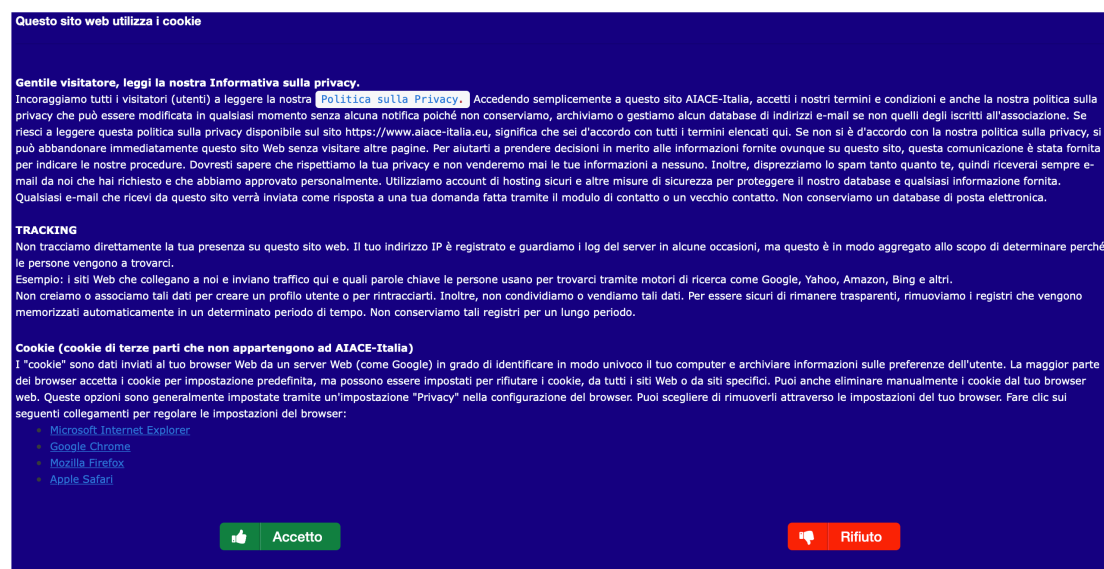 Questo sito web utilizza i cookie
Gentile visitatore, leggi la nostra Informativa sulla privacy.
Incoraggiamo tutti i visitatori (utenti) a leggere la nostra Politica sulla Privacy. Accedendo semplicemente a questo sito AIACE-Italia, accetti i nostri termini e condizioni e anche la nostra politica sulla
privacy che può essere modificata in qualsiasi momento senza alcuna notifica poiché non conserviamo, archiviamo o gestiamo alcun database di indirizzi e-mail se non quelli degli iscritti all'associazione. Se
riesci a leggere questa politica sulla privacy disponibile sul sito https://www.aiace-italia.eu, significa che sei d'accordo con tutti i termini elencati qui. Se non si è d'accordo con la nostra politica sulla privacy, si
può abbandonare immediatamente questo sito Web senza visitare altre pagine. Per aiutarti a prendere decisioni in merito alle informazioni fornite ovunque su questo sito, questa comunicazione è stata fornita
per indicare le nostre procedure. Dovresti sapere che rispettiamo la tua privacy e non venderemo mai le tue informazioni a nessuno. Inoltre, disprezziamo lo spam tanto quanto te, quindi riceverai sempre e-
mail da noi che hai richiesto e che abbiamo approvato personalmente. Utilizziamo account di hosting sicuri e altre misure di sicurezza per proteggere il nostro database e qualsiasi informazione fornita.
Qualsiasi e-mail che ricevi da questo sito verrà inviata come risposta a una tua domanda fatta tramite il modulo di contatto o un vecchio contatto. Non conserviamo un database di posta elettronica.
TRACKING
Non tracciamo direttamente la tua presenza su questo sito web. Il tuo indirizzo IP è registrato e guardiamo i log del server in alcune occasioni, ma questo è in modo aggregato allo scopo di determinare perché
le persone vengono a trovarci.
Esempio: i siti Web che collegano a noi e inviano traffico qui e quali parole chiave le persone usano per trovarci tramite motori di ricerca come Google, Yahoo, Amazon, Bing e altri.
Non creiamo o associamo tali dati per creare un profilo utente o per rintracciarti. Inoltre, non condividiamo o vendiamo tali dati. Per essere sicuri di rimanere trasparenti, rimuoviamo i registri che vengono
memorizzati automaticamente in un determinato periodo di tempo. Non conserviamo tali registri per un lungo periodo.
Cookie (cookie di terze parti che non appartengono ad AIACE-Italia)
I "cookie" sono dati inviati al tuo browser Web da un server Web (come Google) in grado di identificare in modo univoco il tuo computer e archiviare informazioni sulle preferenze dell'utente. La maggior parte
dei browser accetta i cookie per impostazione predefinita, ma possono essere impostati per rifiutare i cookie, da tutti i siti Web o da siti specifici. Puoi anche eliminare manualmente i cookie dal tuo browser
web. Queste opzioni sono generalmente impostate tramite un'impostazione "Privacy" nella configurazione del browser. Puoi scegliere di rimuoverli attraverso le impostazioni del tuo browser. Fare clic sui
seguenti collegamenti per regolare le impostazioni del browser:
Microsoft Internet Explorer
Google Chrome
Mozilla Firefox
Apple Safari
Accetto
Rifiuto